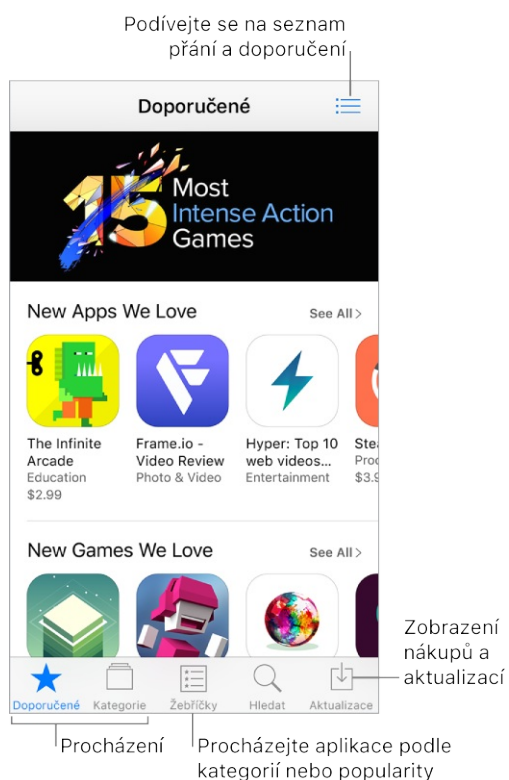 Podívejte se na seznam
přání a doporučení
Doporučené
15 Most
Intense Action
Games
New Apps We Love
See All >
The Infinite
Arcade
Education
$2.99
Frame.io -
Video Review
Photo & Video
Hyper: Top 10
web videos...
Entertainment
New Games We Love
See All >
Doporučené
Kategorie
Žebříčky
Hledat
Aktualizace
Zobrazení
nákupů a
aktualizací
Procházení
Procházejte aplikace podle
kategorií nebo popularity